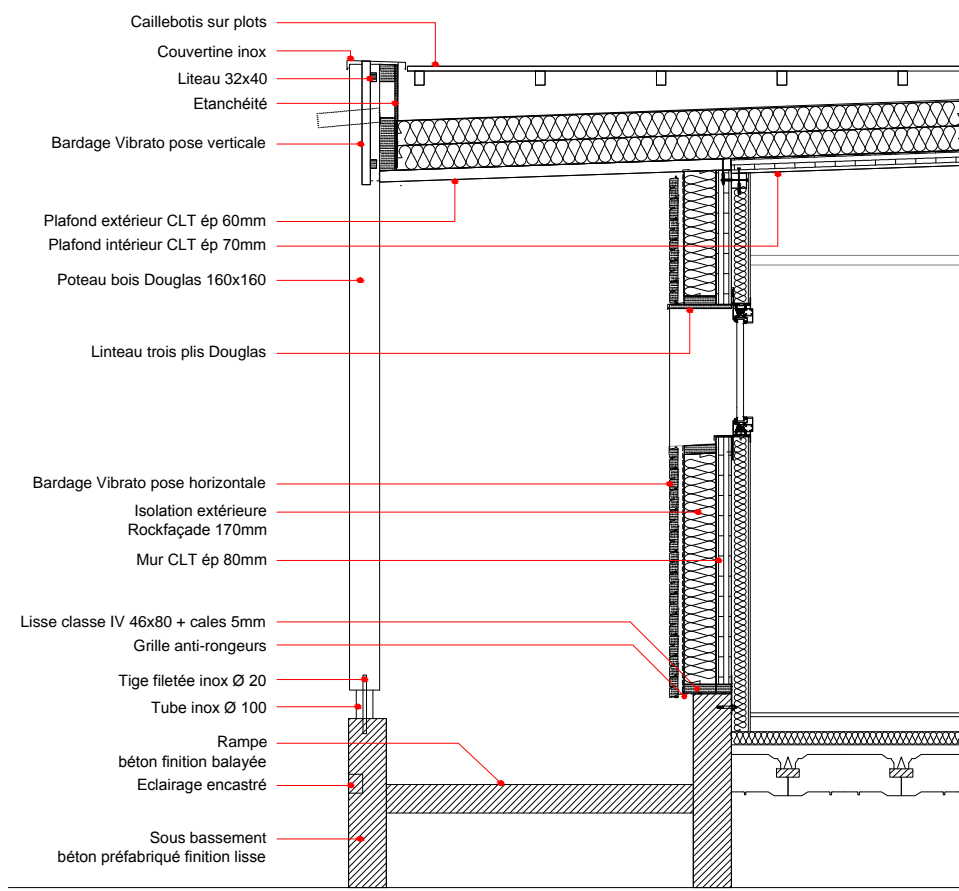 Caillebotis sur plots
Couvertine inox
Liteau 32x40
Etanchéité
Bardage Vibrato pose verticale
Plafond extérieur CLT ép 60mm
Plafond intérieur CLT ép 70mm
Poteau bois Douglas 160x160
Linteau trois plis Douglas
Bardage Vibrato pose horizontale
Isolation extérieure
Rockfaçade 170mm
Mur CLT ép 80mm
Lisse classe IV 46x80 + cales 5mm
Grille anti-rongeurs
Tige filetée inox Ø 20
Tube inox Ø 100
Rampe
béton finition balayée
Eclairage encastré
Sous bassement
béton préfabriqué finition lisse